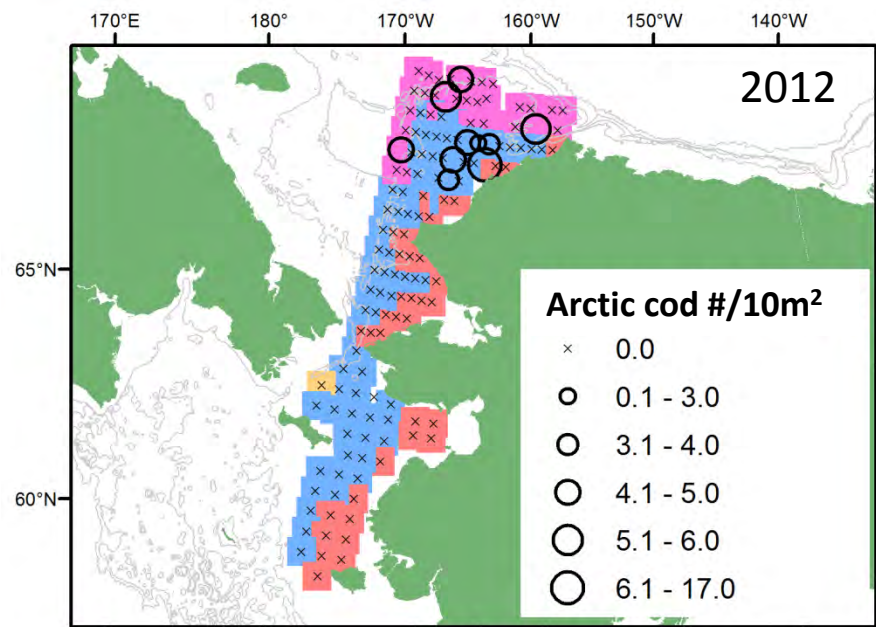 170°E 180° 170°W 160°W 150°W 140°W
2012
65°N
60°N
Arctic cod #/10m²
0.0
0.1 - 3.0
3.1 - 4.0
4.1 - 5.0
5.1 - 6.0
6.1 - 17.0